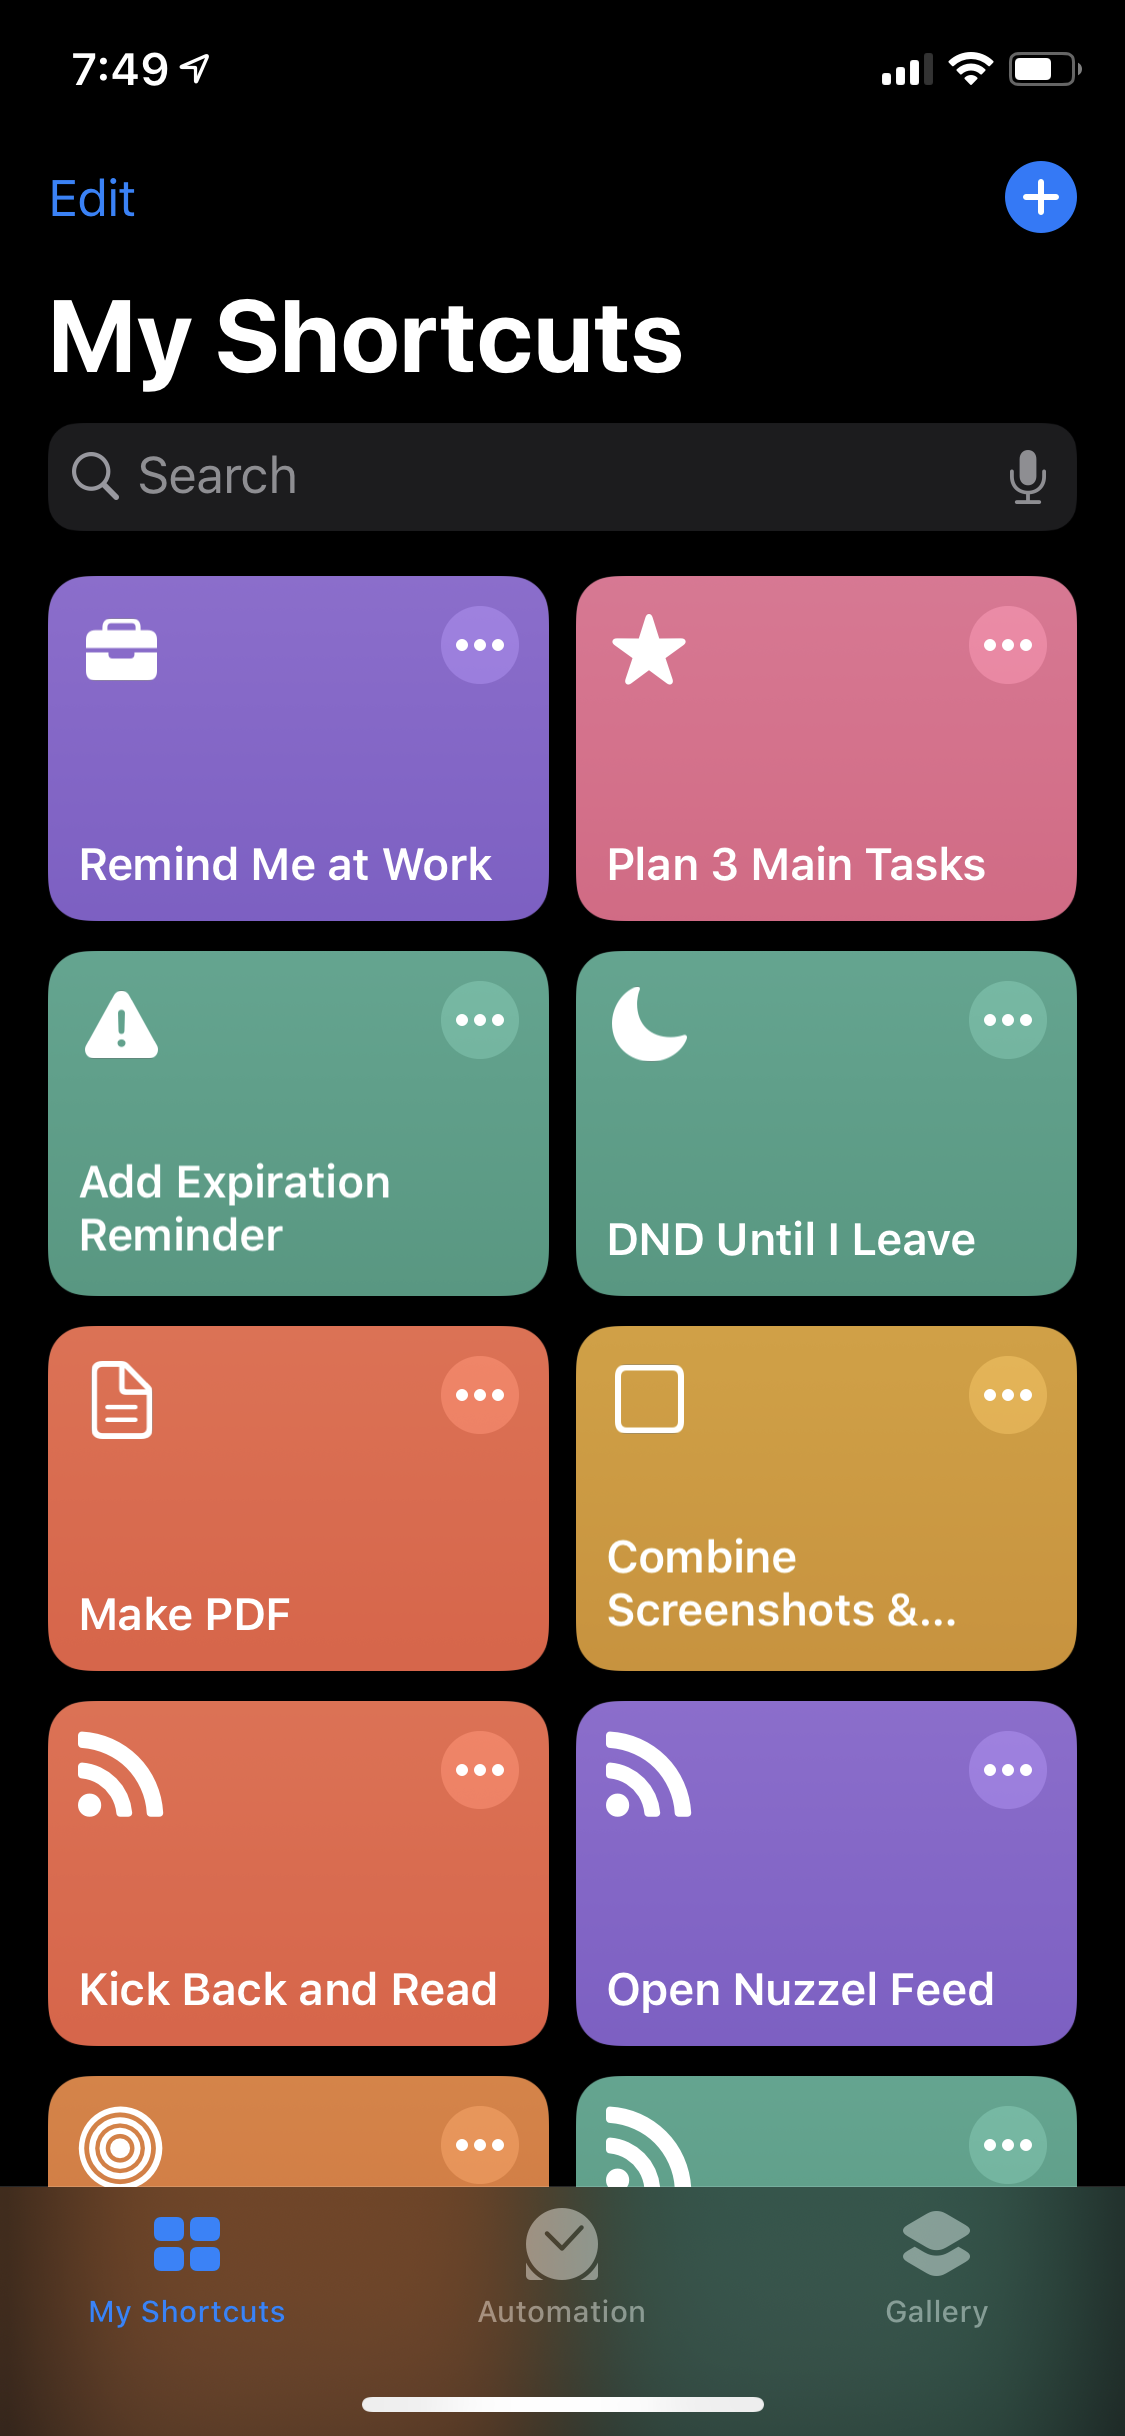 7:49
Edit
My Shortcuts
Search
Remind Me at Work
Plan 3 Main Tasks
Add Expiration
Reminder
DND Until I Leave
Make PDF
Combine
Screenshots &...
Kick Back and Read
Open Nuzzel Feed
My Shortcuts
Automation
Gallery